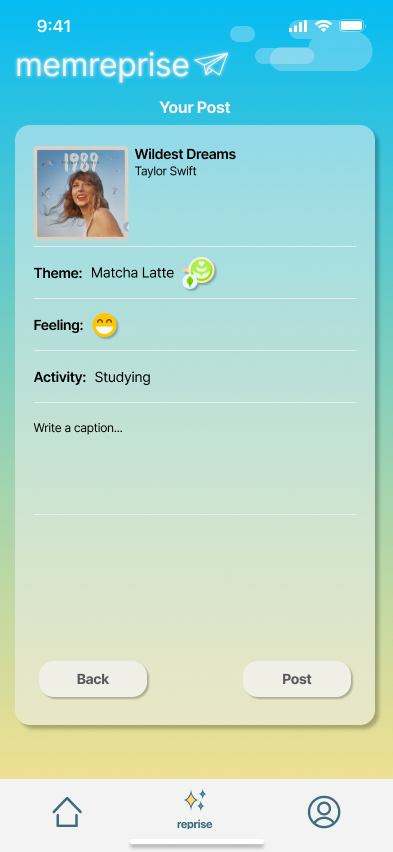 9:41
memreprise
Your Post
1989
Wildest Dreams
Taylor Swift
Theme: Matcha Latte
Feeling:
Activity: Studying
Write a caption...
Back
Post
reprise